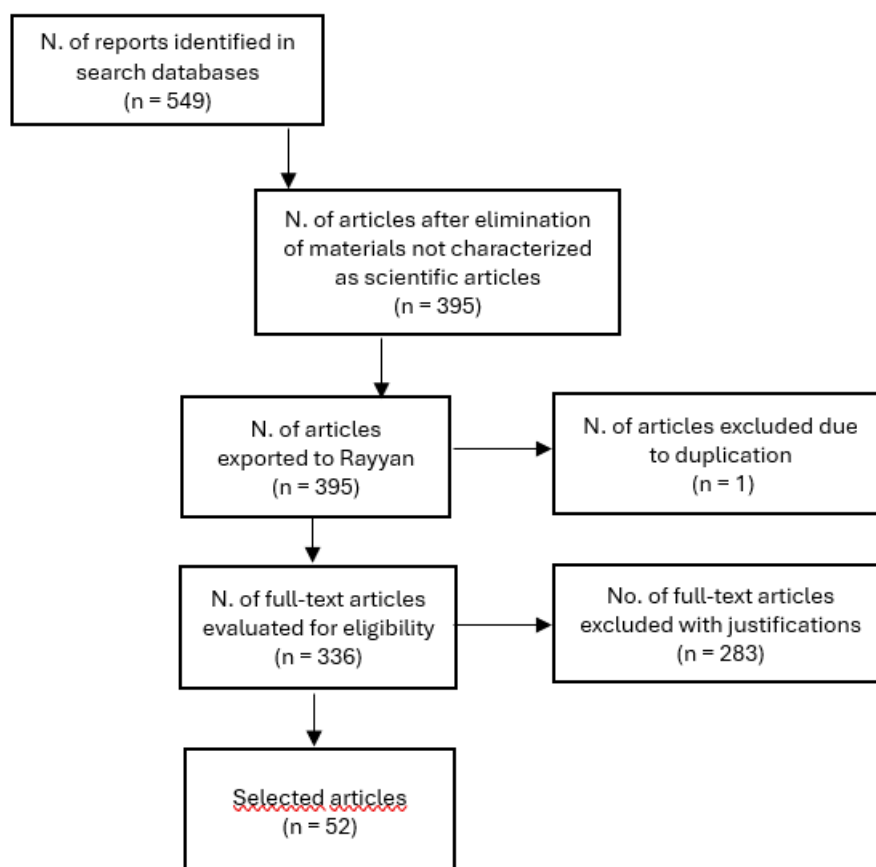 N. of reports identified in
search databases
(n = 549)
N. of articles after elimination
of materials not characterized
as scientific articles
(n = 395)
N. of articles
exported to Rayyan
(n = 395)
N. of articles excluded due
to duplication
(n = 1)
N. of full-text articles
evaluated for eligibility
(n = 336)
No. of full-text articles
excluded with justifications
(n = 283)
Selected articles
(n = 52)